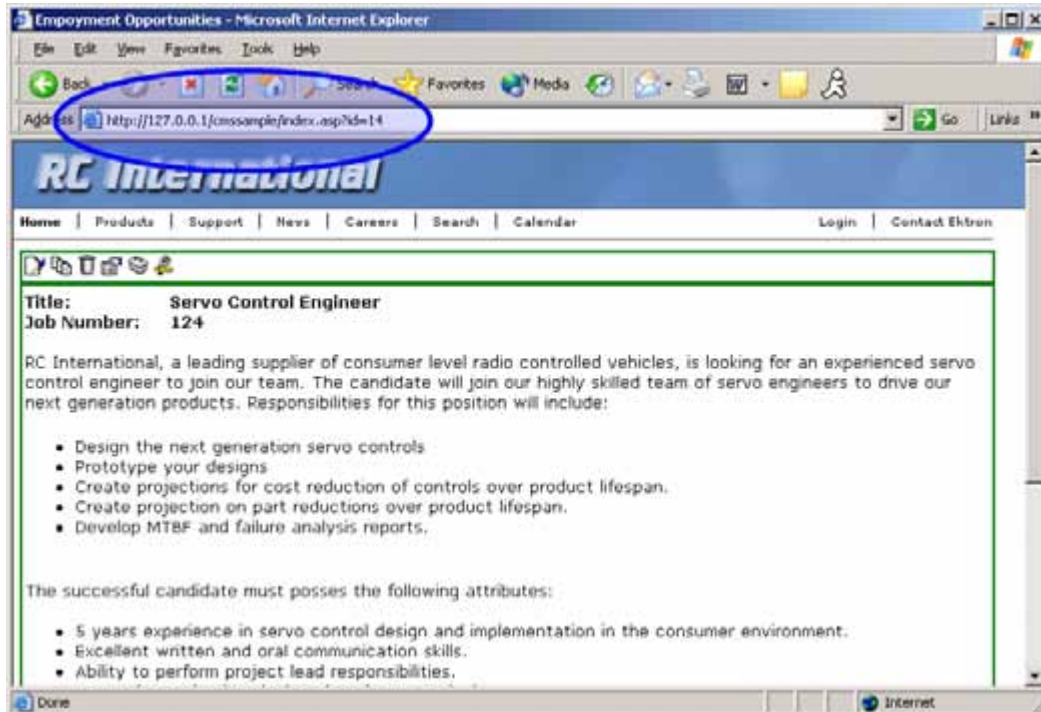 Empoyment Opportunities - Microsoft Internet Explorer
File Edit View Favorites Tools Help
Back Search Favorites Media
Address http://127.0.0.1/cmssample/index.asp?id=14 Go Links »
RC International
Home | Products | Support | News | Careers | Search | Calendar Login | Contact Ektron
Title: Servo Control Engineer
Job Number: 124
RC International, a leading supplier of consumer level radio controlled vehicles, is looking for an experienced servo
control engineer to join our team. The candidate will join our highly skilled team of servo engineers to drive our
next generation products. Responsibilities for this position will include:
• Design the next generation servo controls
• Prototype your designs
• Create projections for cost reduction of controls over product lifespan.
• Create projection on part reductions over product lifespan.
• Develop MTBF and failure analysis reports.
The successful candidate must posses the following attributes:
• 5 years experience in servo control design and implementation in the consumer environment.
• Excellent written and oral communication skills.
• Ability to perform project lead responsibilities.
Done Internet